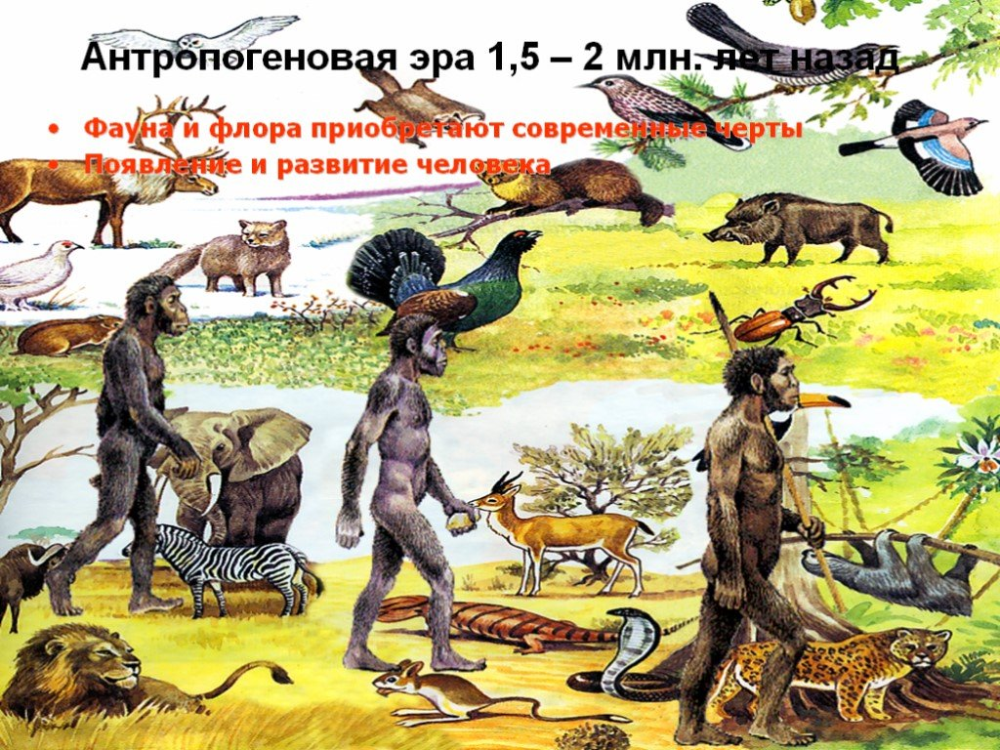 Антропогеновая эра 1,5 – 2 млн. лет назад
• Фауна и флора приобретают современные черты
• Появление и развитие человека